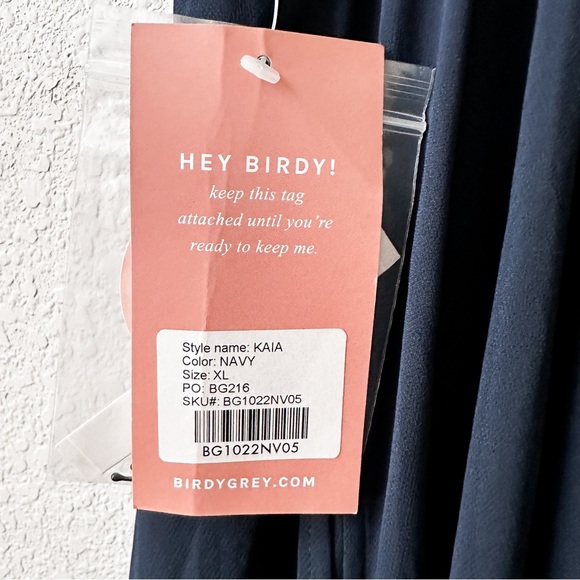 HEY BIRDY!
keep this tag
attached until you're
ready to keep me.
Style name: KAIA
Color: NAVY
Size: XL
PO: BG216
SKU#: BG1022NV05
BG1022NV05
BIRDYGREY.COM